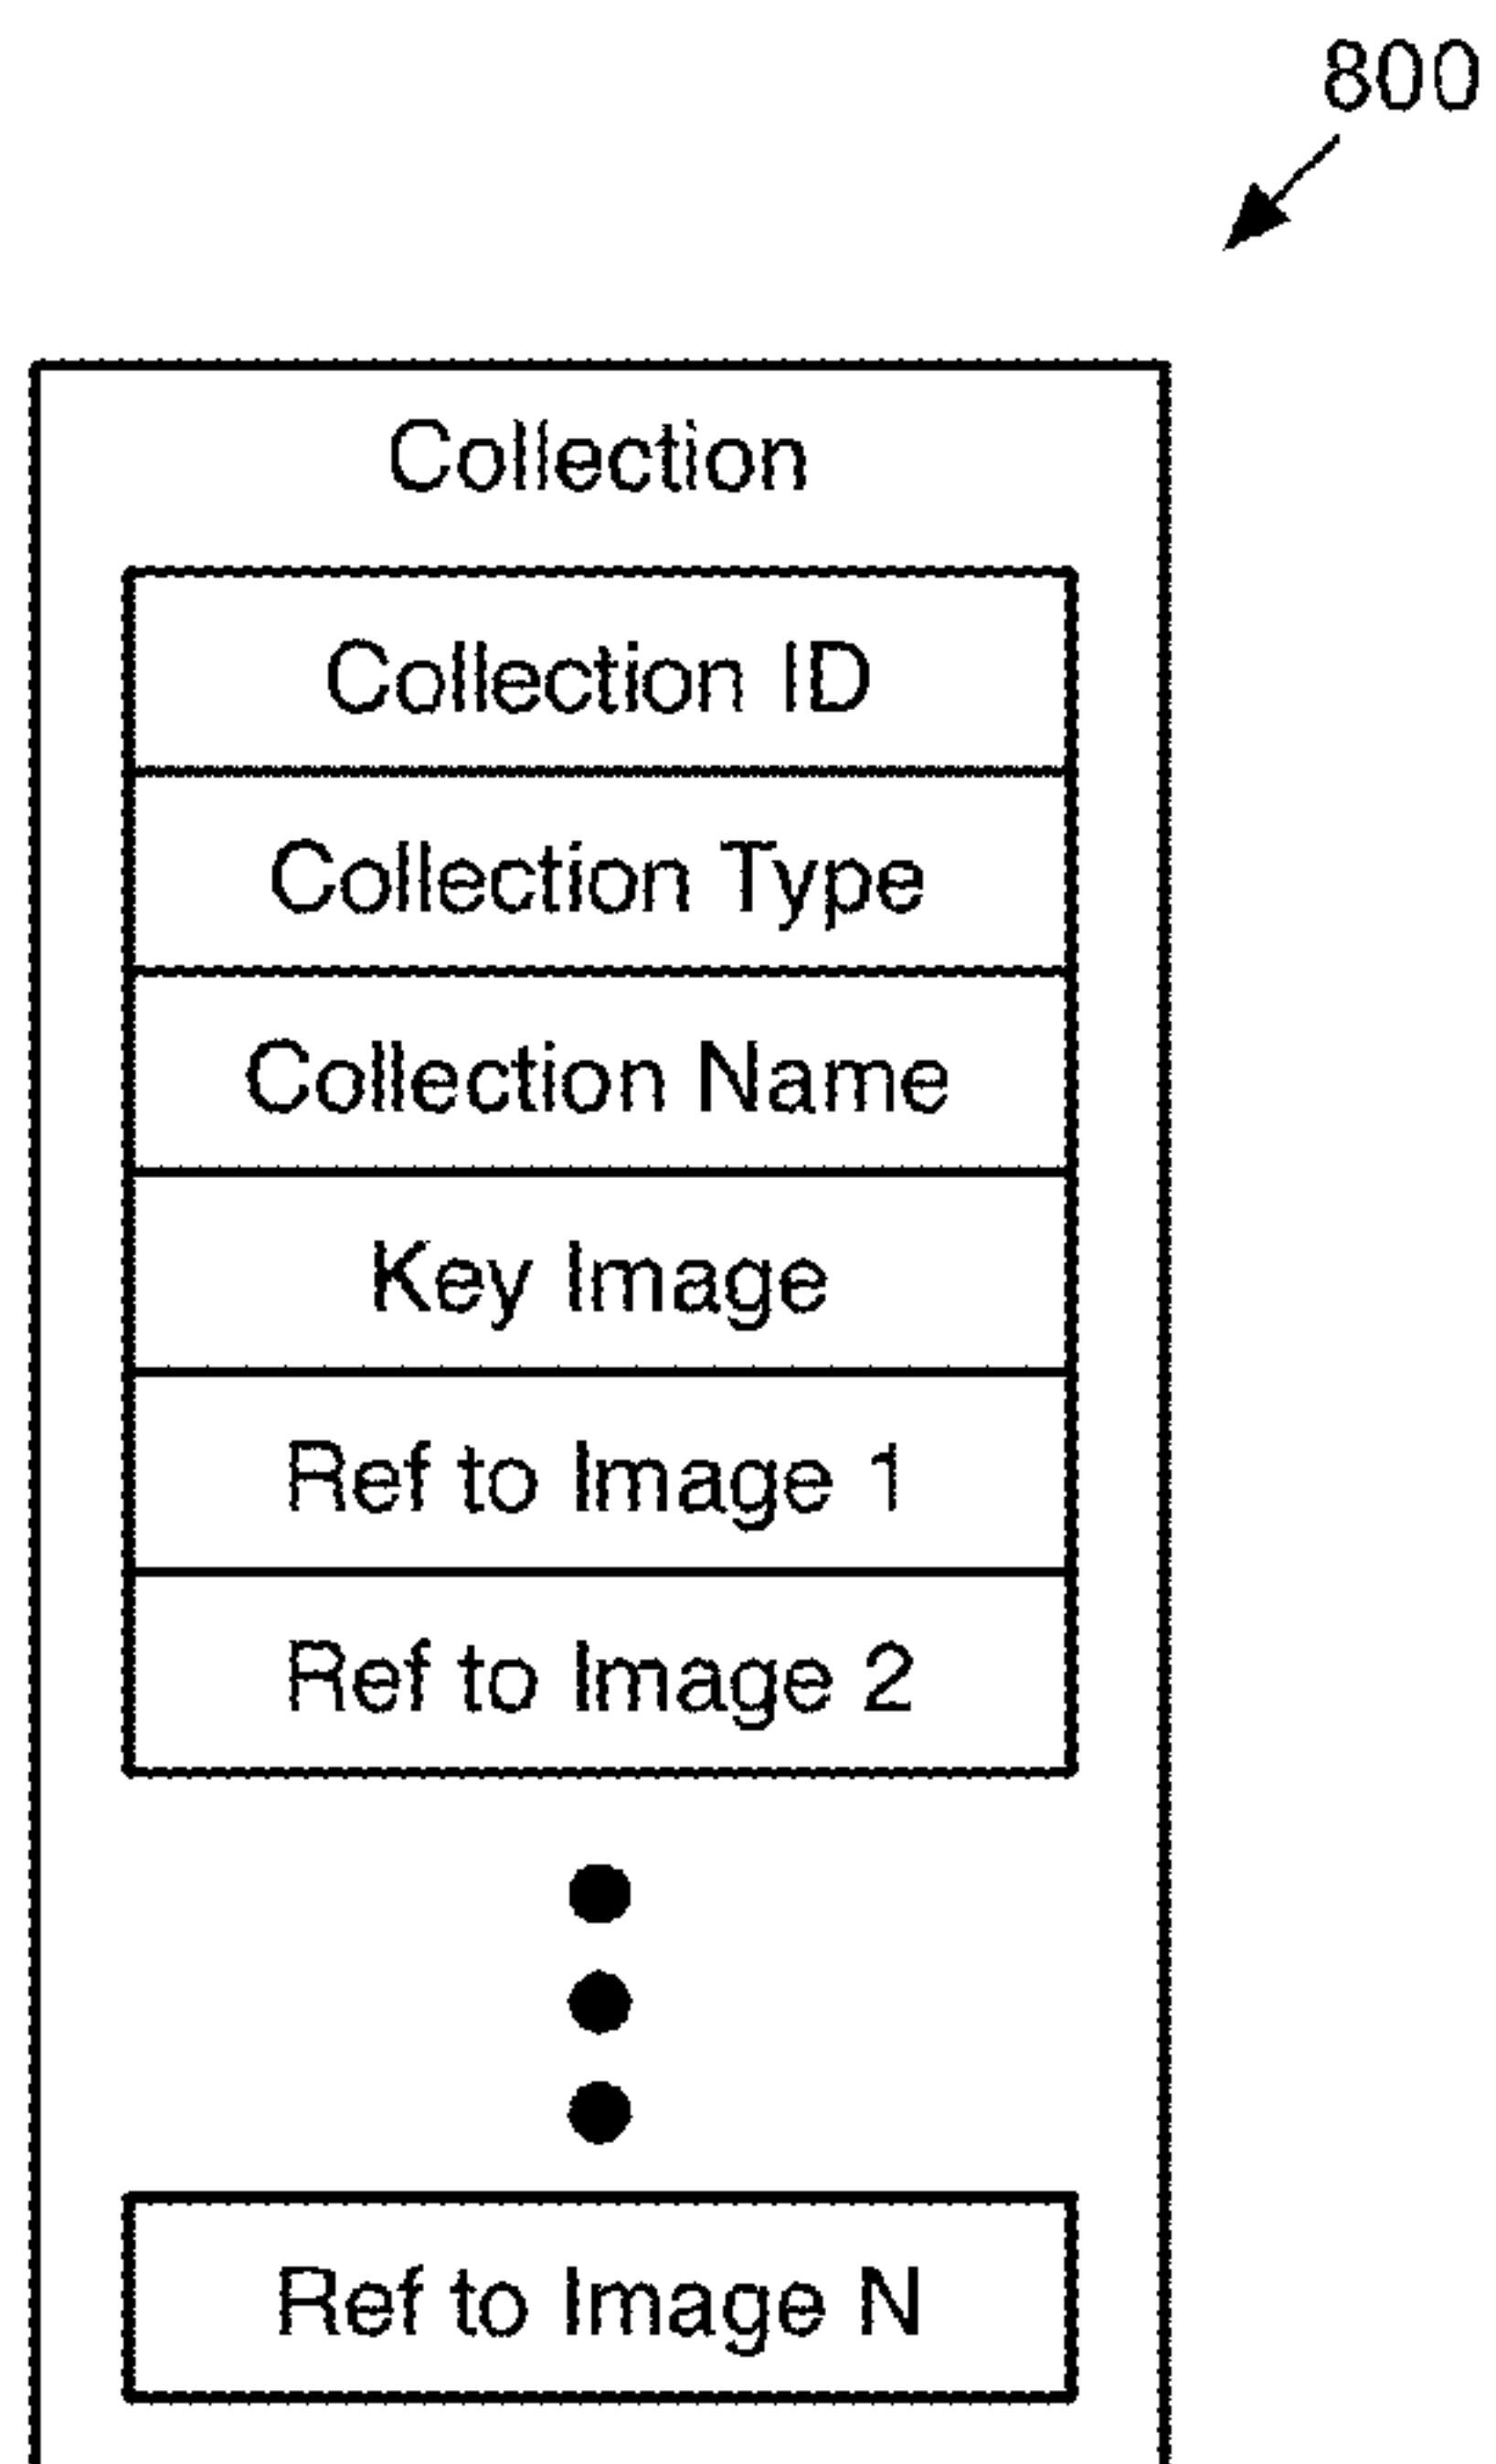 800
Collection
Collection ID
Collection Type
Collection Name
Key Image
Ref to Image 1
Ref to Image 2
Ref to Image N